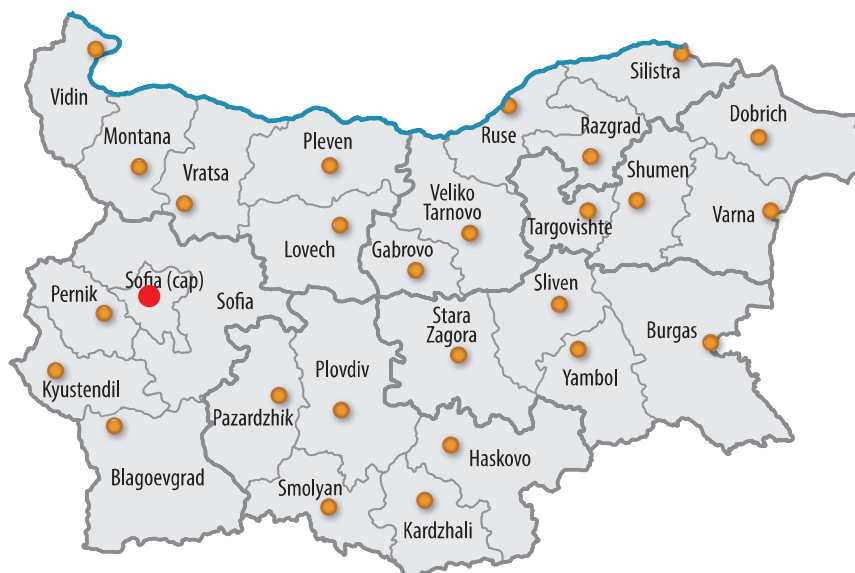 Silistra
Vidin
Dobrich
Montana
Pleven
Ruse
Razgrad
Vratsa
Shumen
Veliko
Tarnovo
Targovishte
Varna
Lovech
Gabrovo
Sofia (cap)
Pernik
Sofia
Sliven
Stara
Zagora
Burgas
Kyustendil
Plovdiv
Yambol
Pazardzhik
Haskovo
Blagoevgrad
Smolyan
Kardzhali